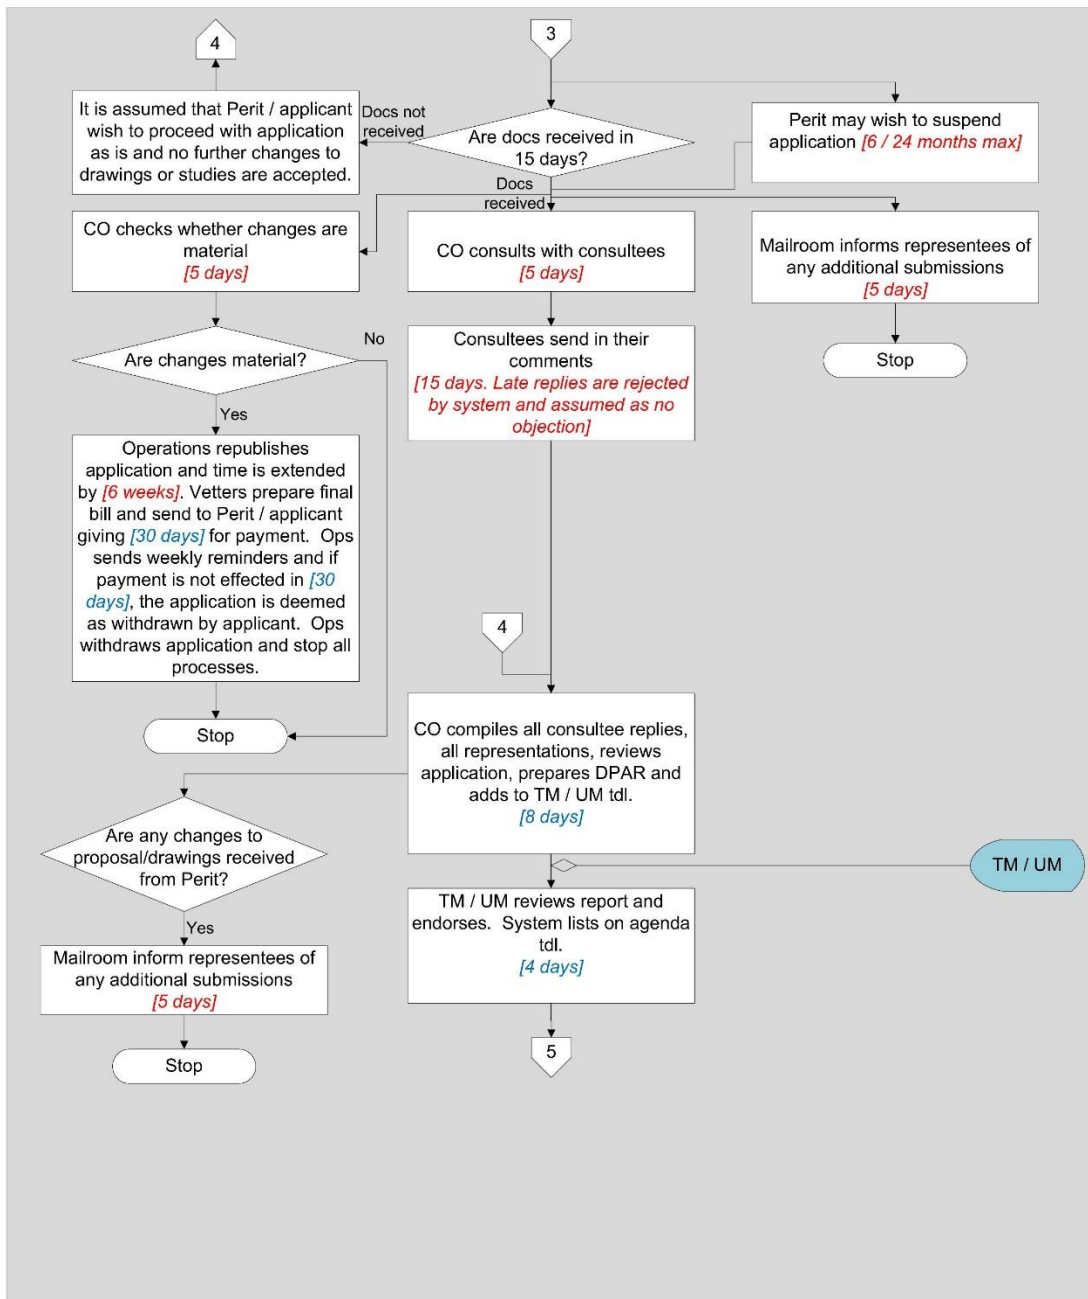 4
3
It is assumed that Perit / applicant
wish to proceed with application
as is and no further changes to
drawings or studies are accepted.
Docs not
received
Are docs received in
15 days?
Perit may wish to suspend
application [6 / 24 months max]
Docs
received
CO checks whether changes are
material
[5 days]
CO consults with consultees
[5 days]
Mailroom informs representees of
any additional submissions
[5 days]
Stop
Are changes material?
No
Yes
Consultees send in their
comments
[15 days. Late replies are rejected
by system and assumed as no
objection]
Operations republishes
application and time is extended
by [6 weeks]. Vetters prepare final
bill and send to Perit / applicant
giving [30 days] for payment. Ops
sends weekly reminders and if
payment is not effected in [30
days], the application is deemed
as withdrawn by applicant. Ops
withdraws application and stop all
processes.
Stop
4
CO compiles all consultee replies,
all representations, reviews
application, prepares DPAR and
adds to TM / UM tdl.
[8 days]
Are any changes to
proposal/drawings received
from Perit?
Yes
TM / UM
TM / UM reviews report and
endorses. System lists on agenda
tdl.
[4 days]
Mailroom inform representees of
any additional submissions
[5 days]
Stop
5